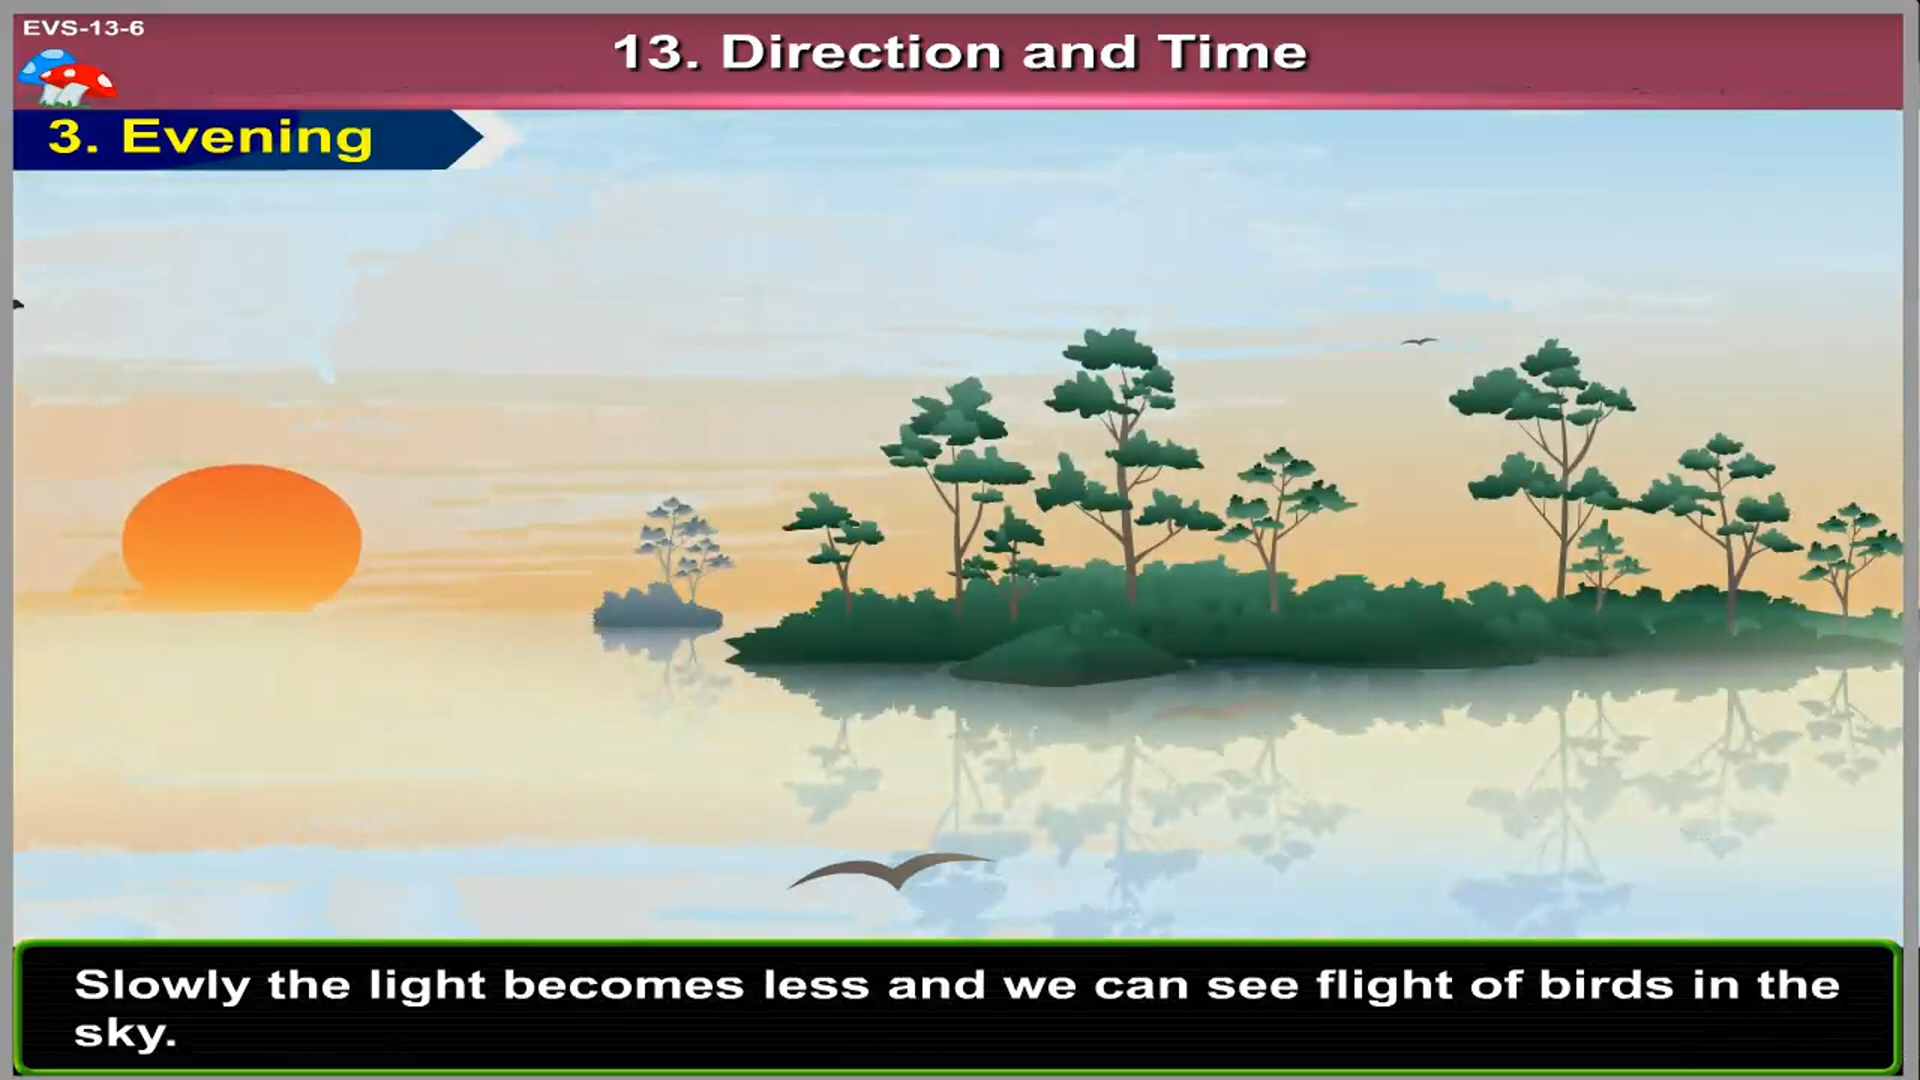 EVS-13-6
13. Direction and Time
3. Evening
Slowly the light becomes less and we can see flight of birds in the
sky.